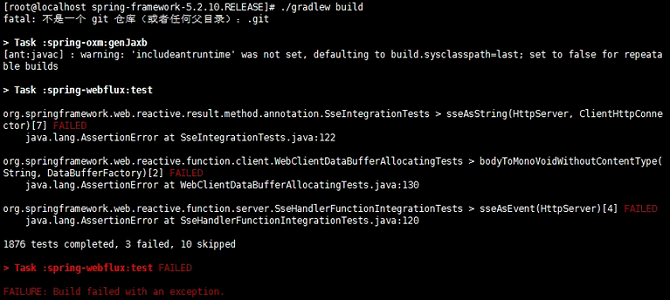 [root@localhost spring-framework-5.2.10.RELEASE]# ./gradlew build
fatal: 不是一个 git 仓库（或者任何父目录）：.git
> Task :spring-oxm:genJaxb
[ant:javac] : warning: 'includeantruntime' was not set, defaulting to build.sysclasspath=last; set to false for repeata
ble builds
> Task :spring-webflux:test
org.springframework.web.reactive.result.method.annotation.SseIntegrationTests > sseAsString(HttpServer, ClientHttpConne
ctor)[7] FAILED
java.lang.AssertionError at SseIntegrationTests.java:122
org.springframework.web.reactive.function.client.WebClientDataBufferAllocatingTests > bodyToMonoVoidWithoutContentType(
String, DataBufferFactory)[2] FAILED
java.lang.AssertionError at WebClientDataBufferAllocatingTests.java:130
org.springframework.web.reactive.function.server.SseHandlerFunctionIntegrationTests > sseAsEvent(HttpServer)[4] FAILED
java.lang.AssertionError at SseHandlerFunctionIntegrationTests.java:120
1876 tests completed, 3 failed, 10 skipped
> Task :spring-webflux:test FAILED
FAILURE: Build failed with an exception.